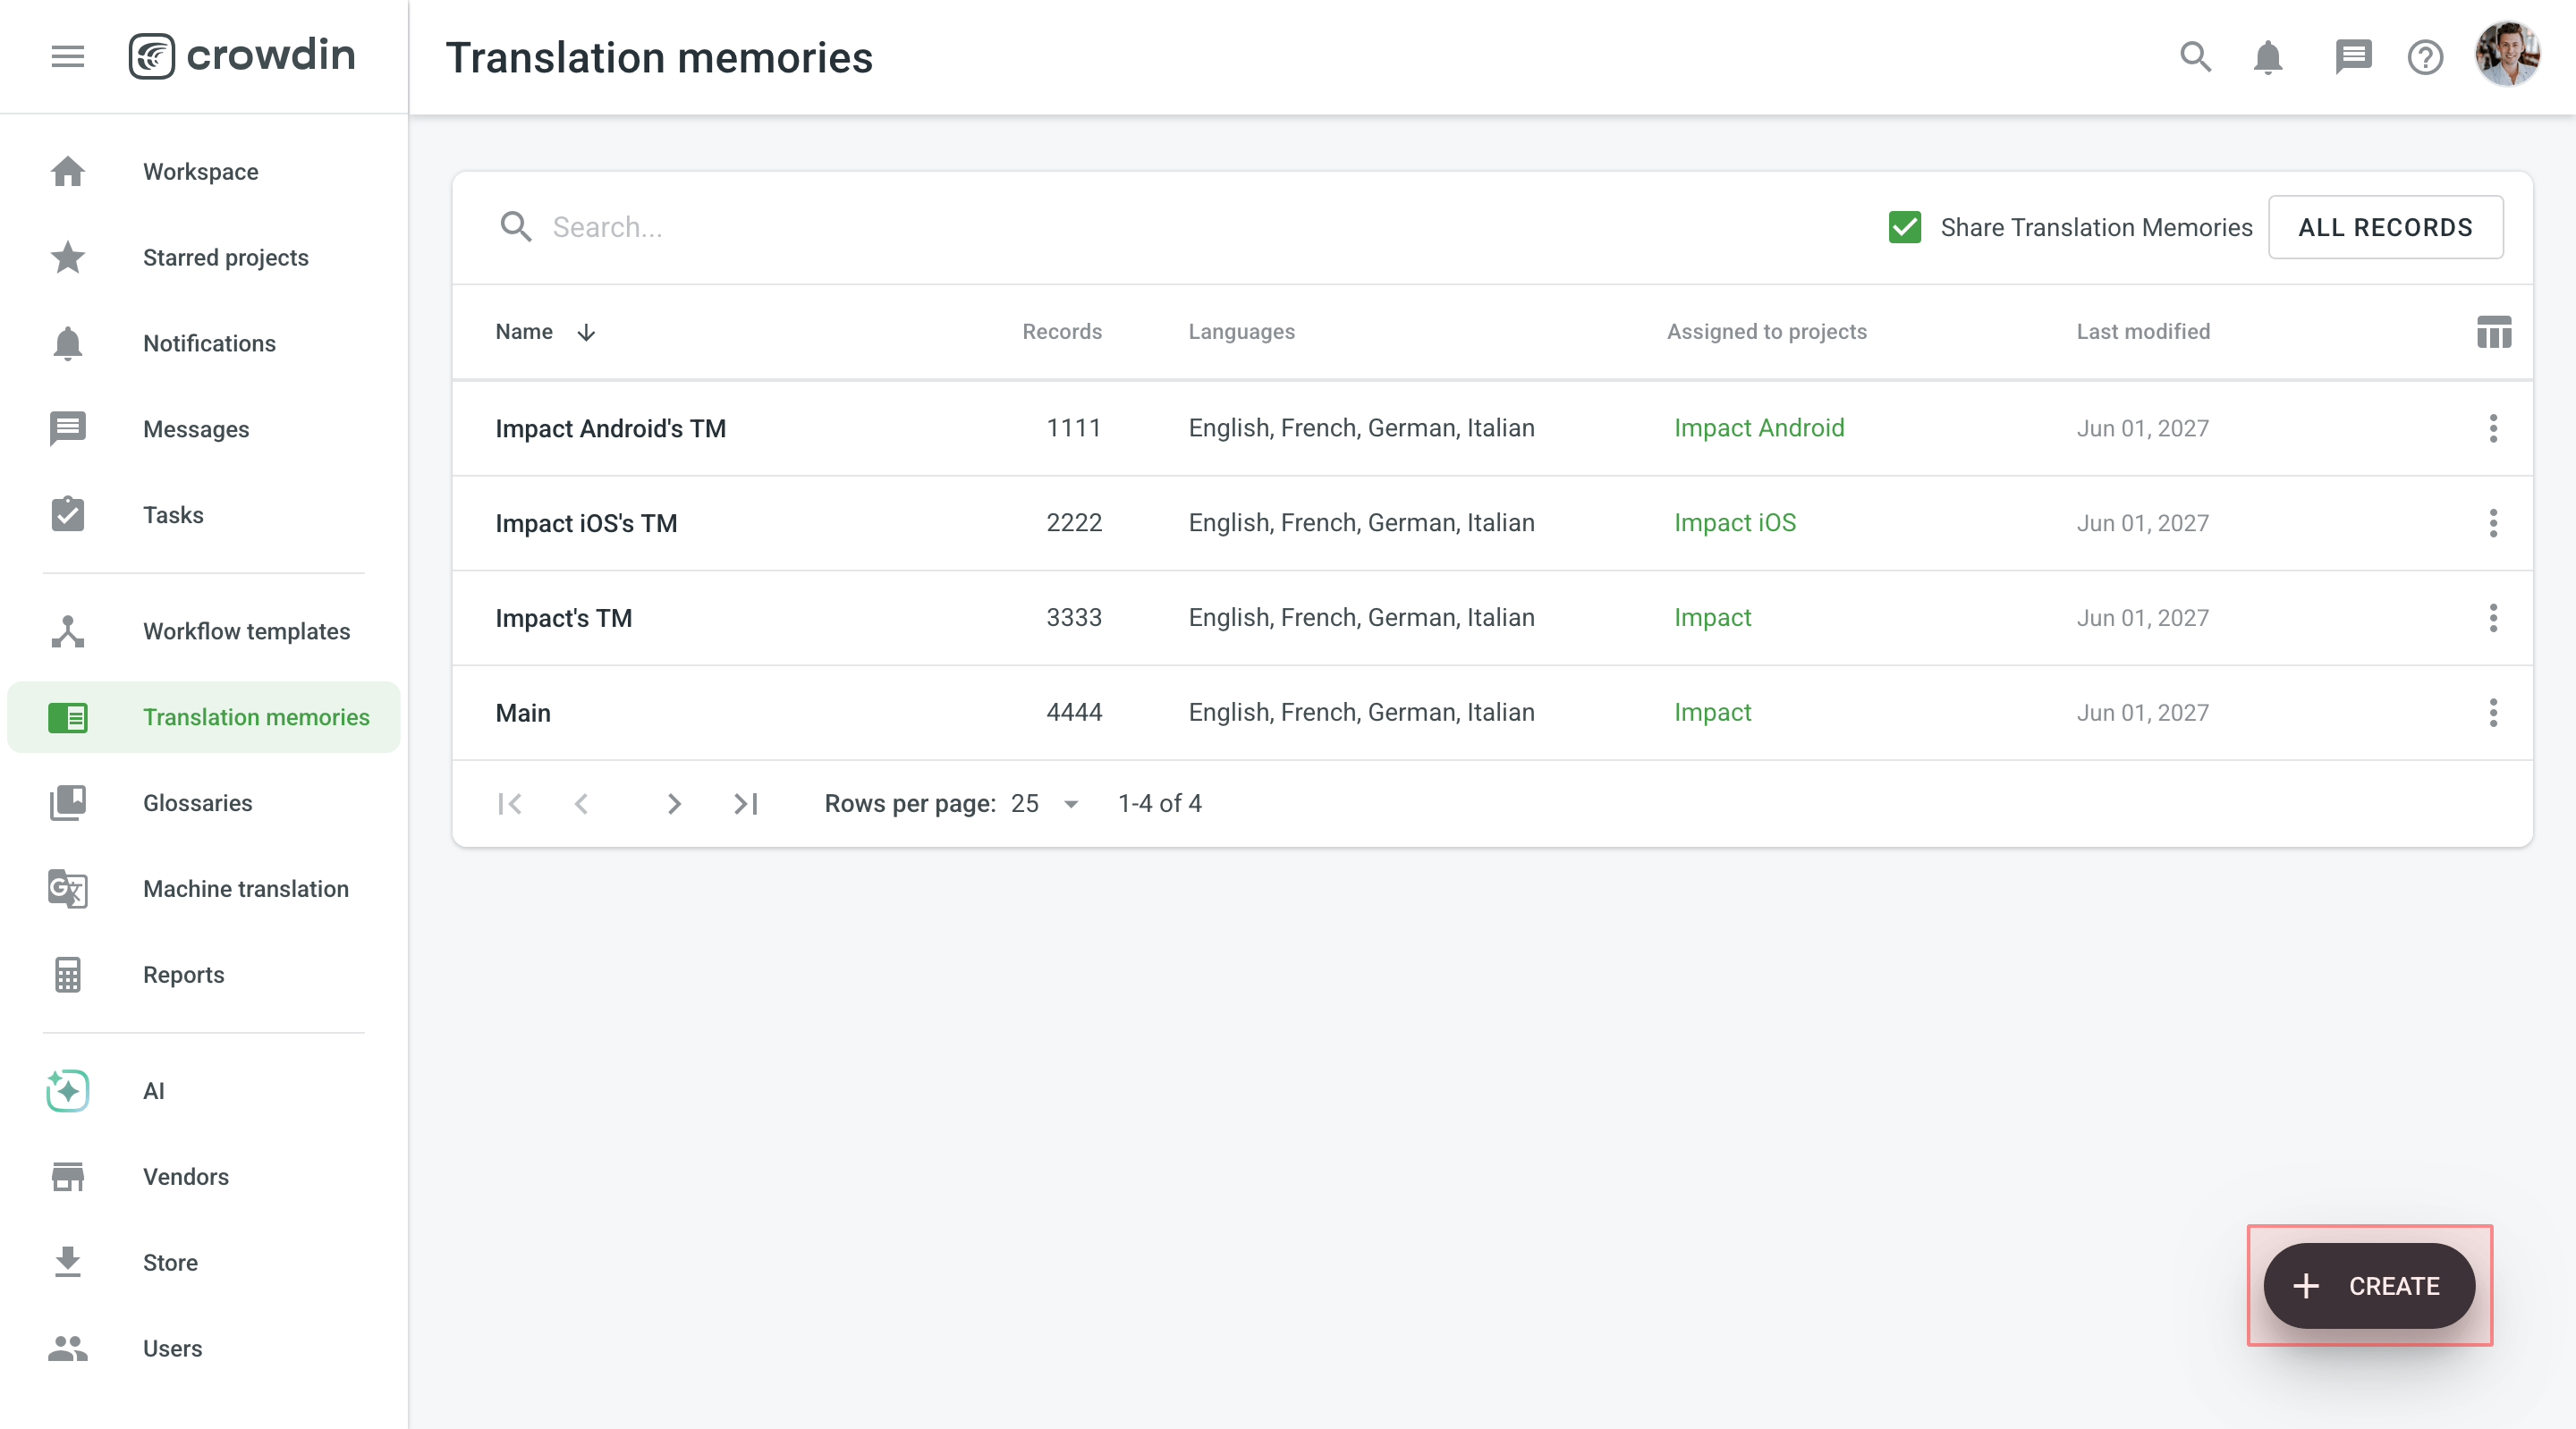 crowdin
Translation memories
Workspace
Starred projects
Notifications
Messages
Tasks
Workflow templates
Translation memories
Glossaries
Machine translation
Reports
AI
Vendors
Store
Users
Search...
Share Translation Memories
ALL RECORDS
Name Records Languages Assigned to projects Last modified
Impact Android's TM 1111 English, French, German, Italian Impact Android Jun 01, 2027
Impact iOS's TM 2222 English, French, German, Italian Impact iOS Jun 01, 2027
Impact's TM 3333 English, French, German, Italian Impact Jun 01, 2027
Main 4444 English, French, German, Italian Impact Jun 01, 2027
Rows per page: 25 1-4 of 4
CREATE